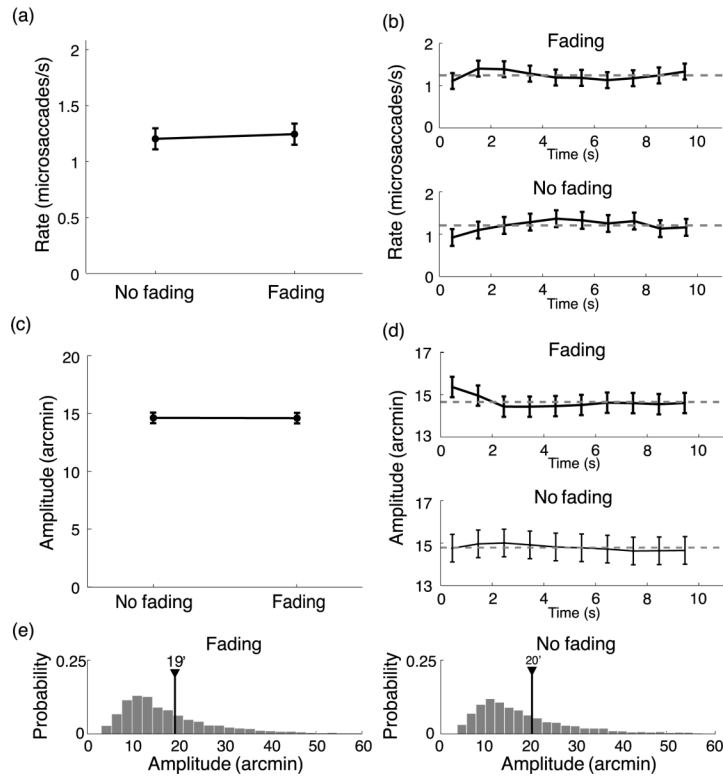 (a)
Rate (microsaccades/s)
2
1.5
1
0.5
0
No fading Fading
(b)
Rate (microsaccades/s)
Fading
2
1
0
0 2 4 6 8 10
Time (s)
No fading
2
1
0
0 2 4 6 8 10
Time (s)
(c)
Amplitude (arcmin)
20
15
10
5
0
No fading Fading
(d)
Amplitude (arcmin)
Fading
17
15
13
0 2 4 6 8 10
Time (s)
No fading
17
15
13
0 2 4 6 8 10
Time (s)
(e)
Fading
Probability
0.25
0
19'
0 10 20 30 40 50 60
Amplitude (arcmin)
No fading
Probability
0.25
0
20'
0 10 20 30 40 50 60
Amplitude (arcmin)